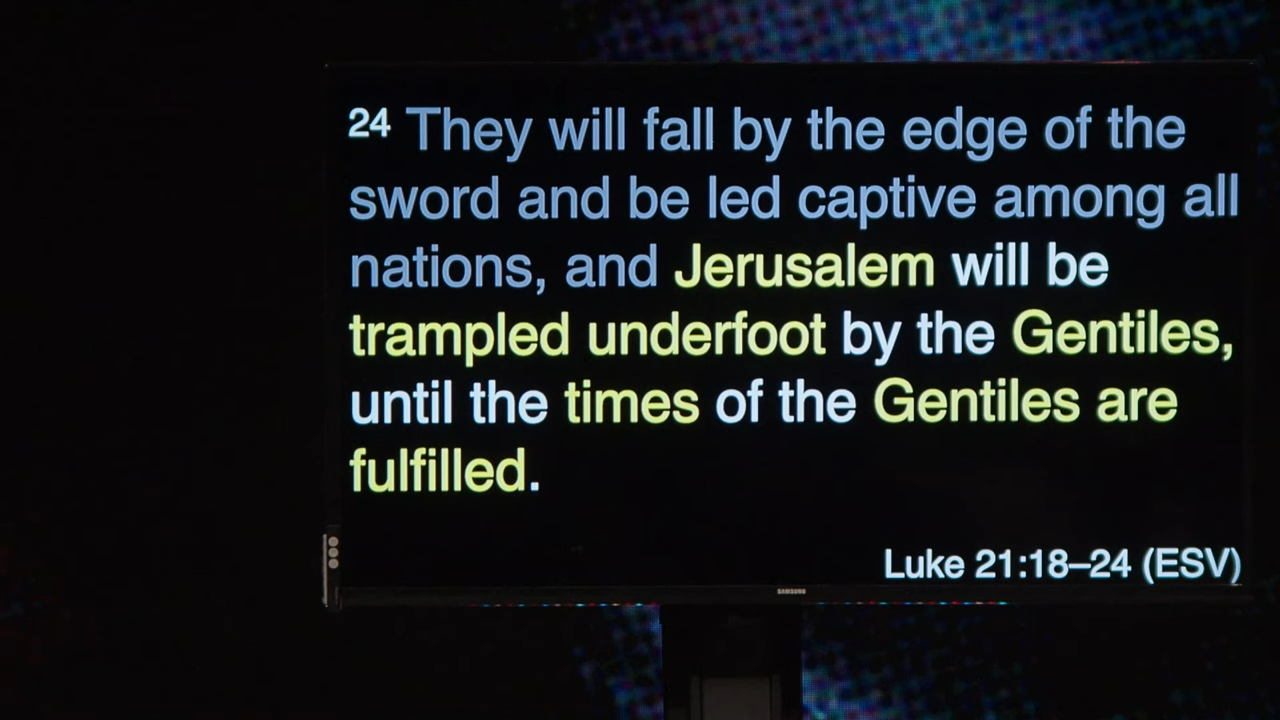 24 They will fall by the edge of the
sword and be led captive among all
nations, and Jerusalem will be
trampled underfoot by the Gentiles,
until the times of the Gentiles are
fulfilled.
Luke 21:18–24 (ESV)
SAMSUNG